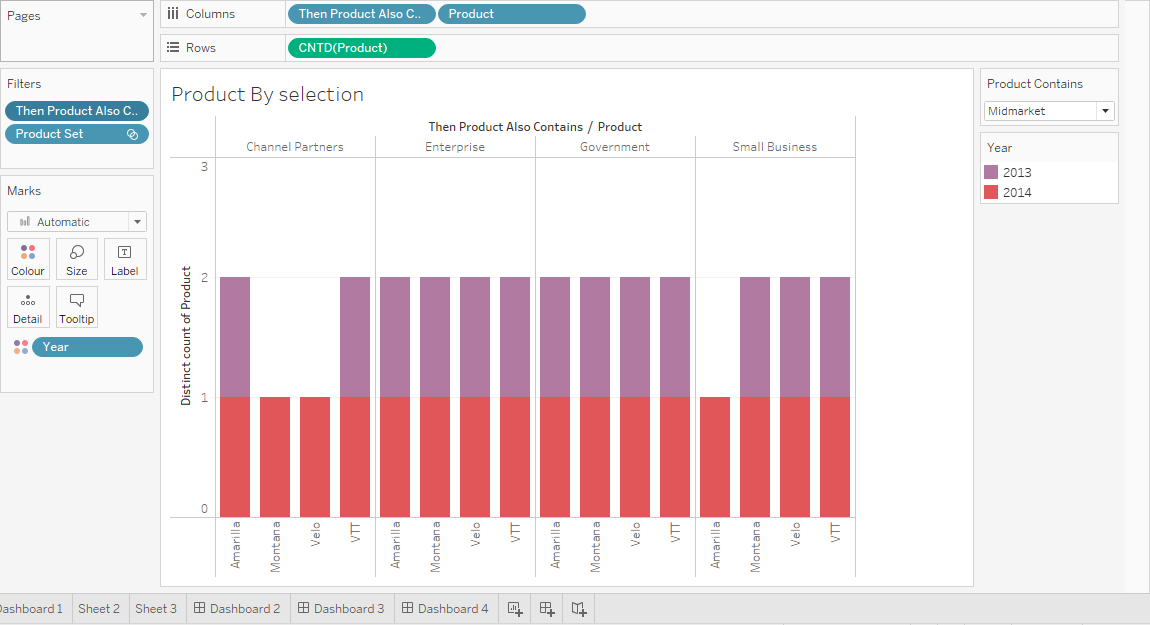 Pages
Columns
Then Product Also C..
Product
Rows
CNTD(Product)
Filters
Then Product Also C..
Product Set
Marks
Automatic
Colour
Size
Label
Detail
Tooltip
Year
Product By selection
Then Product Also Contains / Product
Channel Partners
Enterprise
Government
Small Business
Distinct count of Product
3
2
1
0
Amarilla
Montana
Velo
VTT
Amarilla
Montana
Velo
VTT
Amarilla
Montana
Velo
VTT
Amarilla
Montana
Velo
VTT
Product Contains
Midmarket
Year
2013
2014
Dashboard 1
Sheet 2
Sheet 3
Dashboard 2
Dashboard 3
Dashboard 4